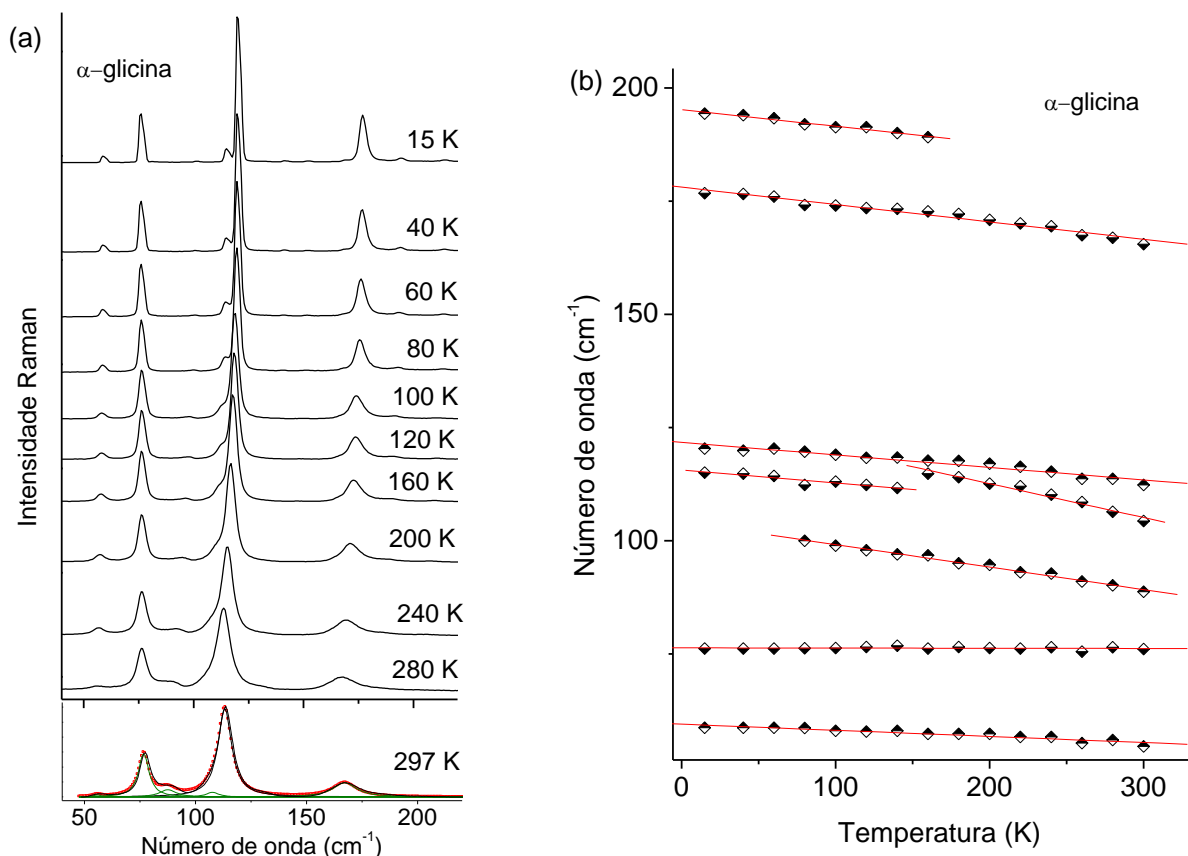 (a)
α−glicina
15 K
40 K
60 K
80 K
100 K
120 K
160 K
200 K
240 K
280 K
297 K
Intensidade Raman
50 100 150 200
Número de onda (cm⁻¹)
(b)
α−glicina
200
150
100
Número de onda (cm⁻¹)
0 100 200 300
Temperatura (K)